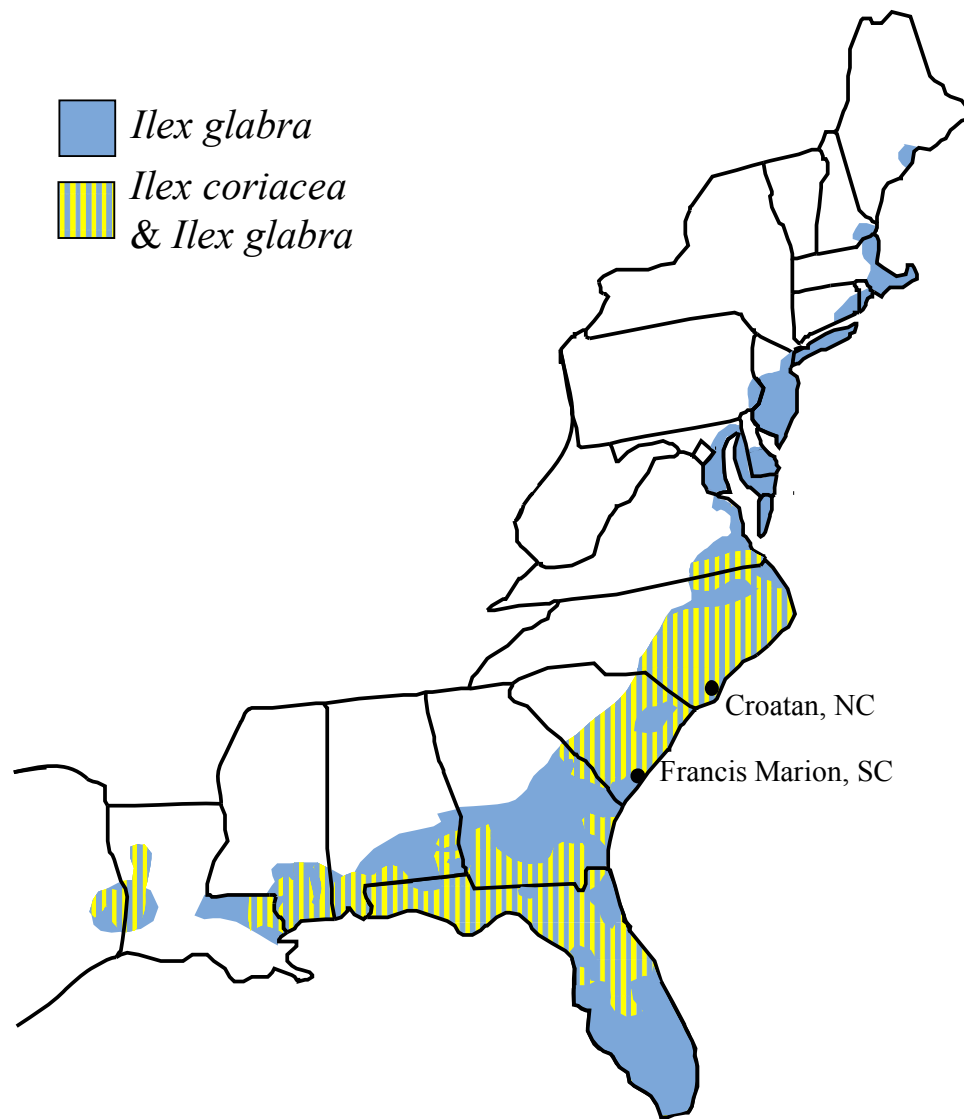 Ilex glabra
Ilex coriacea
& Ilex glabra
Croatan, NC
Francis Marion, SC